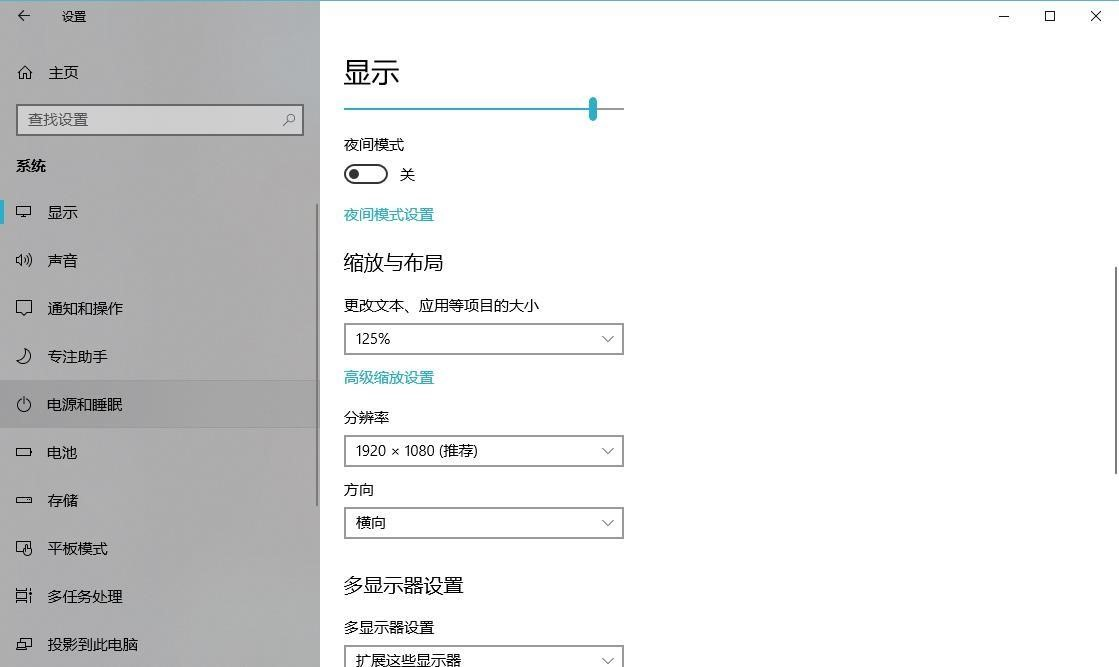 设置
主页
查找设置
系统
显示
声音
通知和操作
专注助手
电源和睡眠
电池
存储
平板模式
多任务处理
投影到此电脑
显示
夜间模式
关
夜间模式设置
缩放与布局
更改文本、应用等项目的大小
125%
高级缩放设置
分辨率
1920 × 1080 (推荐)
方向
横向
多显示器设置
多显示器设置
扩展这些显示器